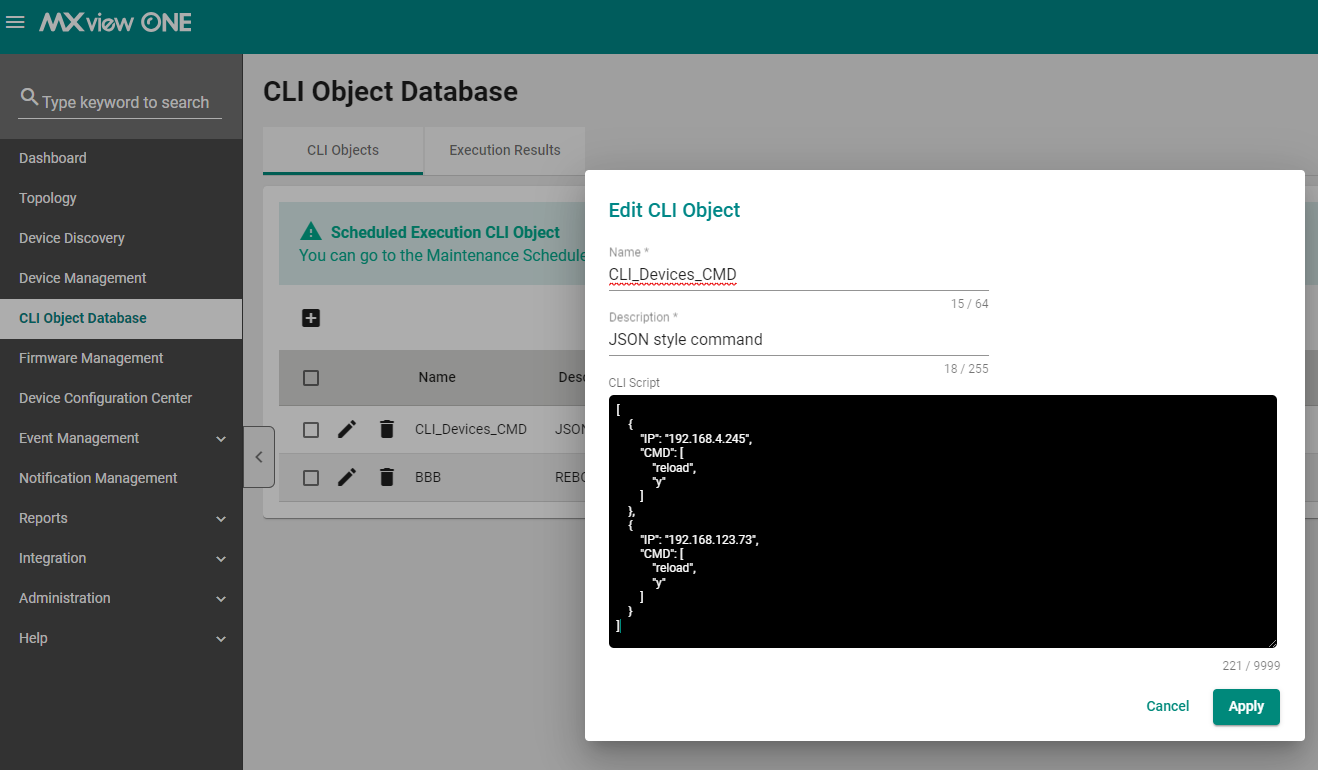 MXview ONE
Type keyword to search
Dashboard
Topology
Device Discovery
Device Management
CLI Object Database
Firmware Management
Device Configuration Center
Event Management
Notification Management
Reports
Integration
Administration
Help
CLI Object Database
CLI Objects
Execution Results
Scheduled Execution CLI Object
You can go to the Maintenance Schedule
Name
Desc
CLI_Devices_CMD
JSON
BBB
REBO
Edit CLI Object
Name *
CLI_Devices_CMD
15 / 64
Description *
JSON style command
18 / 255
CLI Script
[
{
"IP": "192.168.4.245",
"CMD": [
"reload",
"y"
]
},
{
"IP": "192.168.123.73",
"CMD": [
"reload",
"y"
]
}
]
221 / 9999
Cancel
Apply